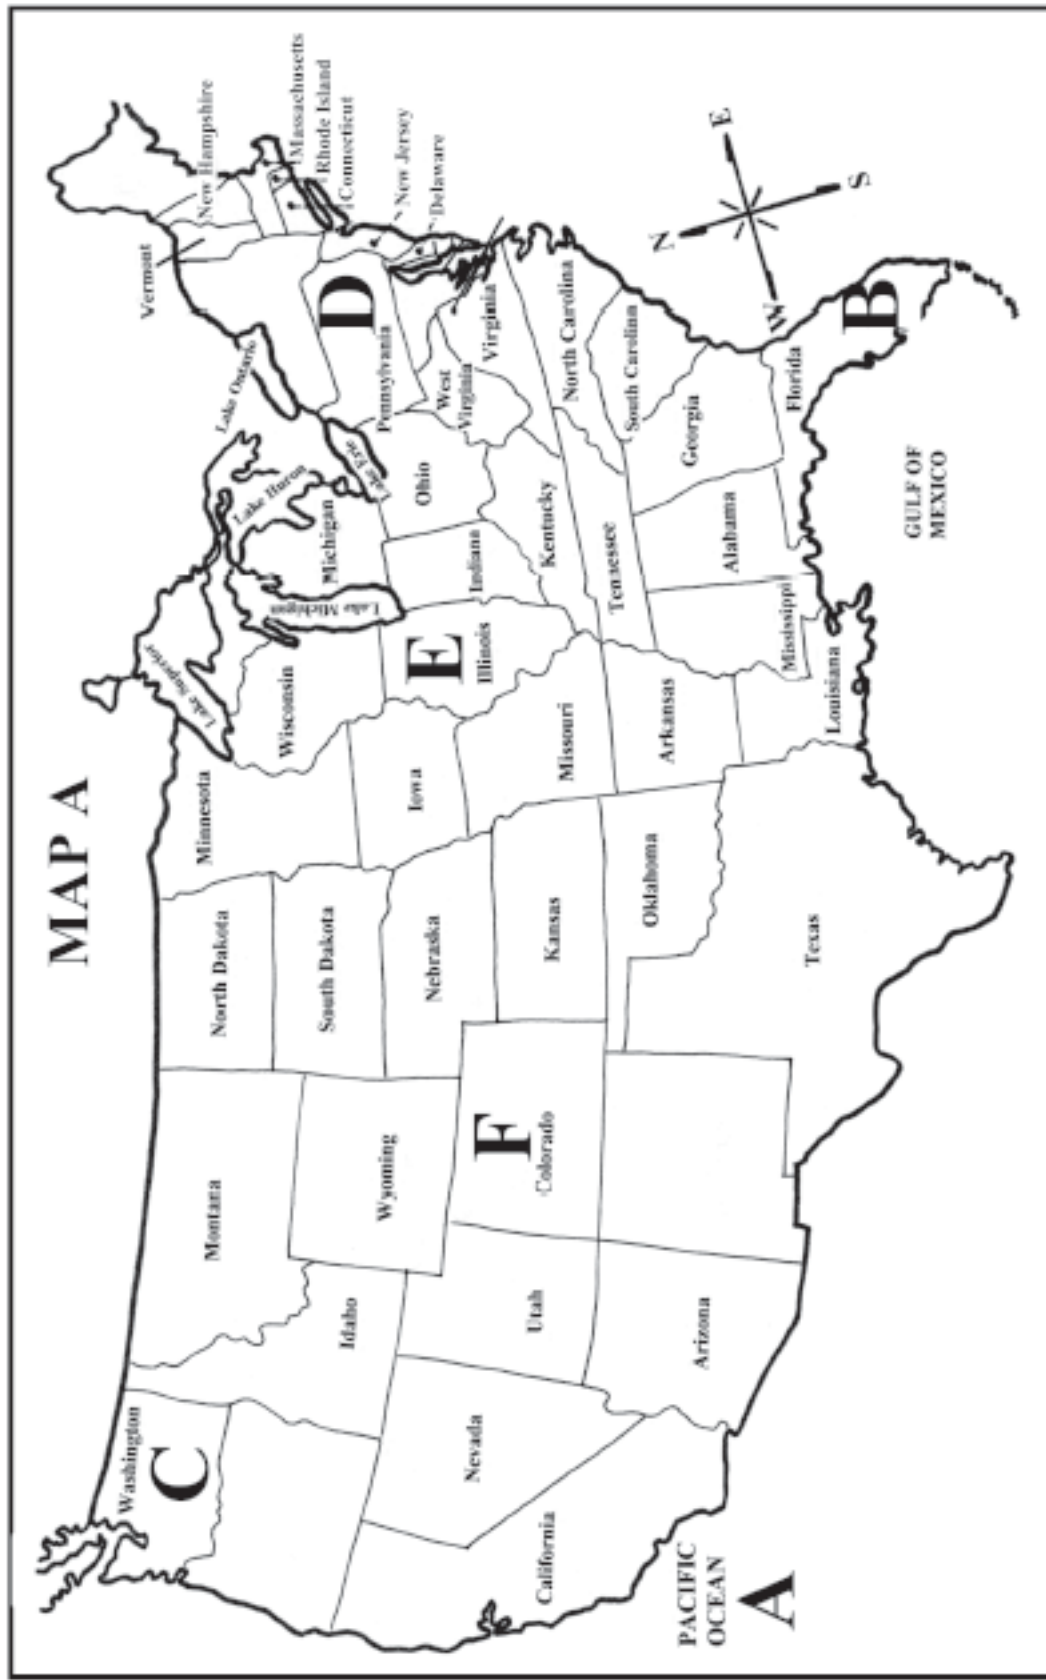 MAP A
Washington
C
Montana
North Dakota
Minnesota
Lake Superior
Wisconsin
Michigan
Lake Michigan
Lake Huron
Lake Ontario
Lake Erie
Vermont
New Hampshire
Massachusetts
Rhode Island
Connecticut
New Jersey
Delaware
D
Pennsylvania
Idaho
Wyoming
South Dakota
Nebraska
Iowa
E
Illinois
Indiana
Ohio
West
Virginia
Virginia
Nevada
Utah
F
Colorado
Kansas
Missouri
Kentucky
North Carolina
Tennessee
South Carolina
California
Arizona
Oklahoma
Arkansas
Mississippi
Alabama
Georgia
Texas
Louisiana
Florida
B
PACIFIC
OCEAN
A
GULF OF
MEXICO
N
E
S
W